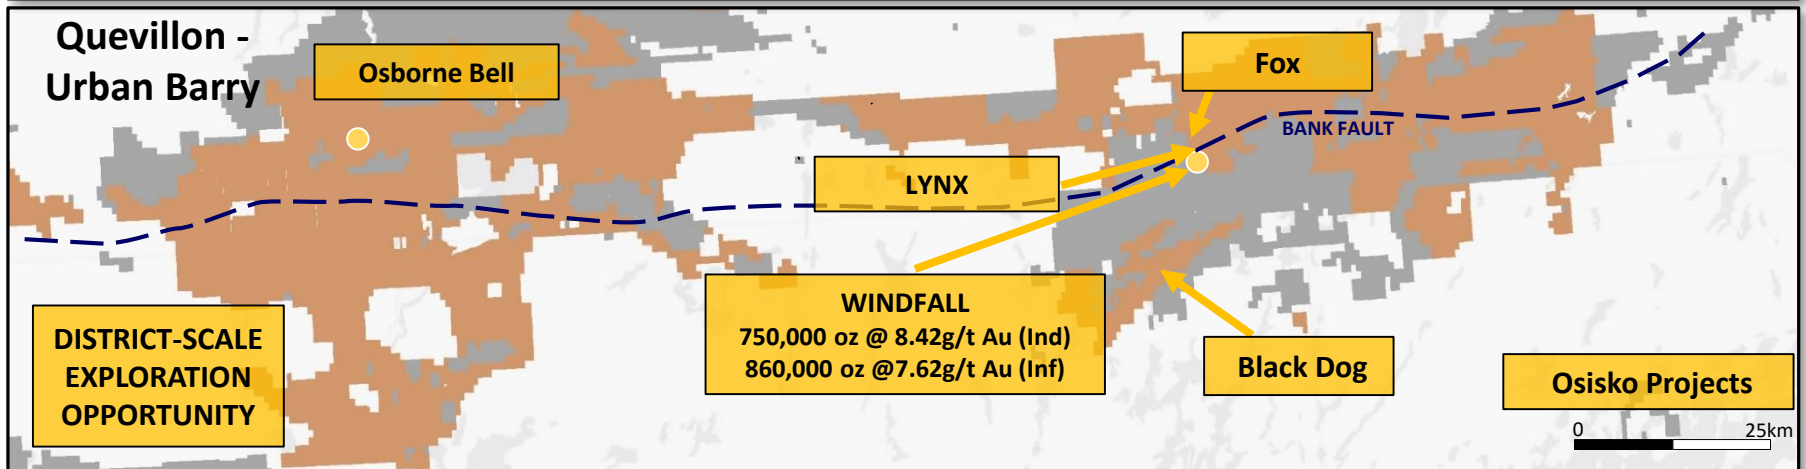 Quevillon -
Urban Barry
Osborne Bell
Fox
BANK FAULT
LYNX
WINDFALL
750,000 oz @ 8.42g/t Au (Ind)
860,000 oz @7.62g/t Au (Inf)
DISTRICT-SCALE
EXPLORATION
OPPORTUNITY
Black Dog
Osisko Projects
0 25km